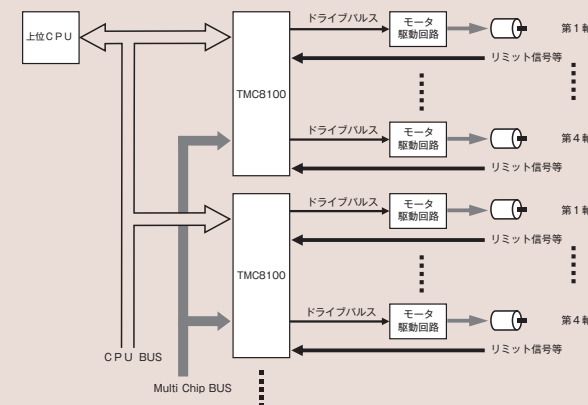 上位CPU
ドライブパルス
モータ
駆動回路
第1軸
リミット信号等
TMC8100
ドライブパルス
モータ
駆動回路
第4軸
リミット信号等
ドライブパルス
モータ
駆動回路
第1軸
リミット信号等
TMC8100
ドライブパルス
モータ
駆動回路
第4軸
リミット信号等
CPU BUS
Multi Chip BUS